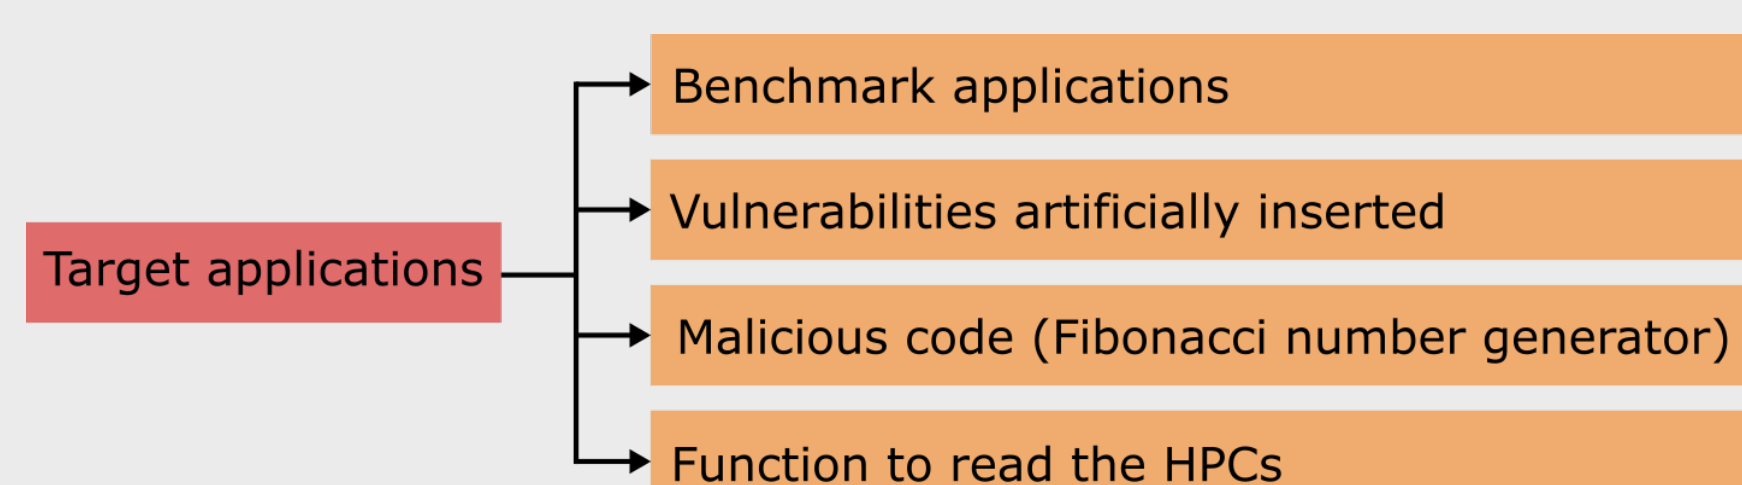 Benchmark applications
Vulnerabilities artificially inserted
Target applications
Malicious code (Fibonacci number generator)
Function to read the HPCs